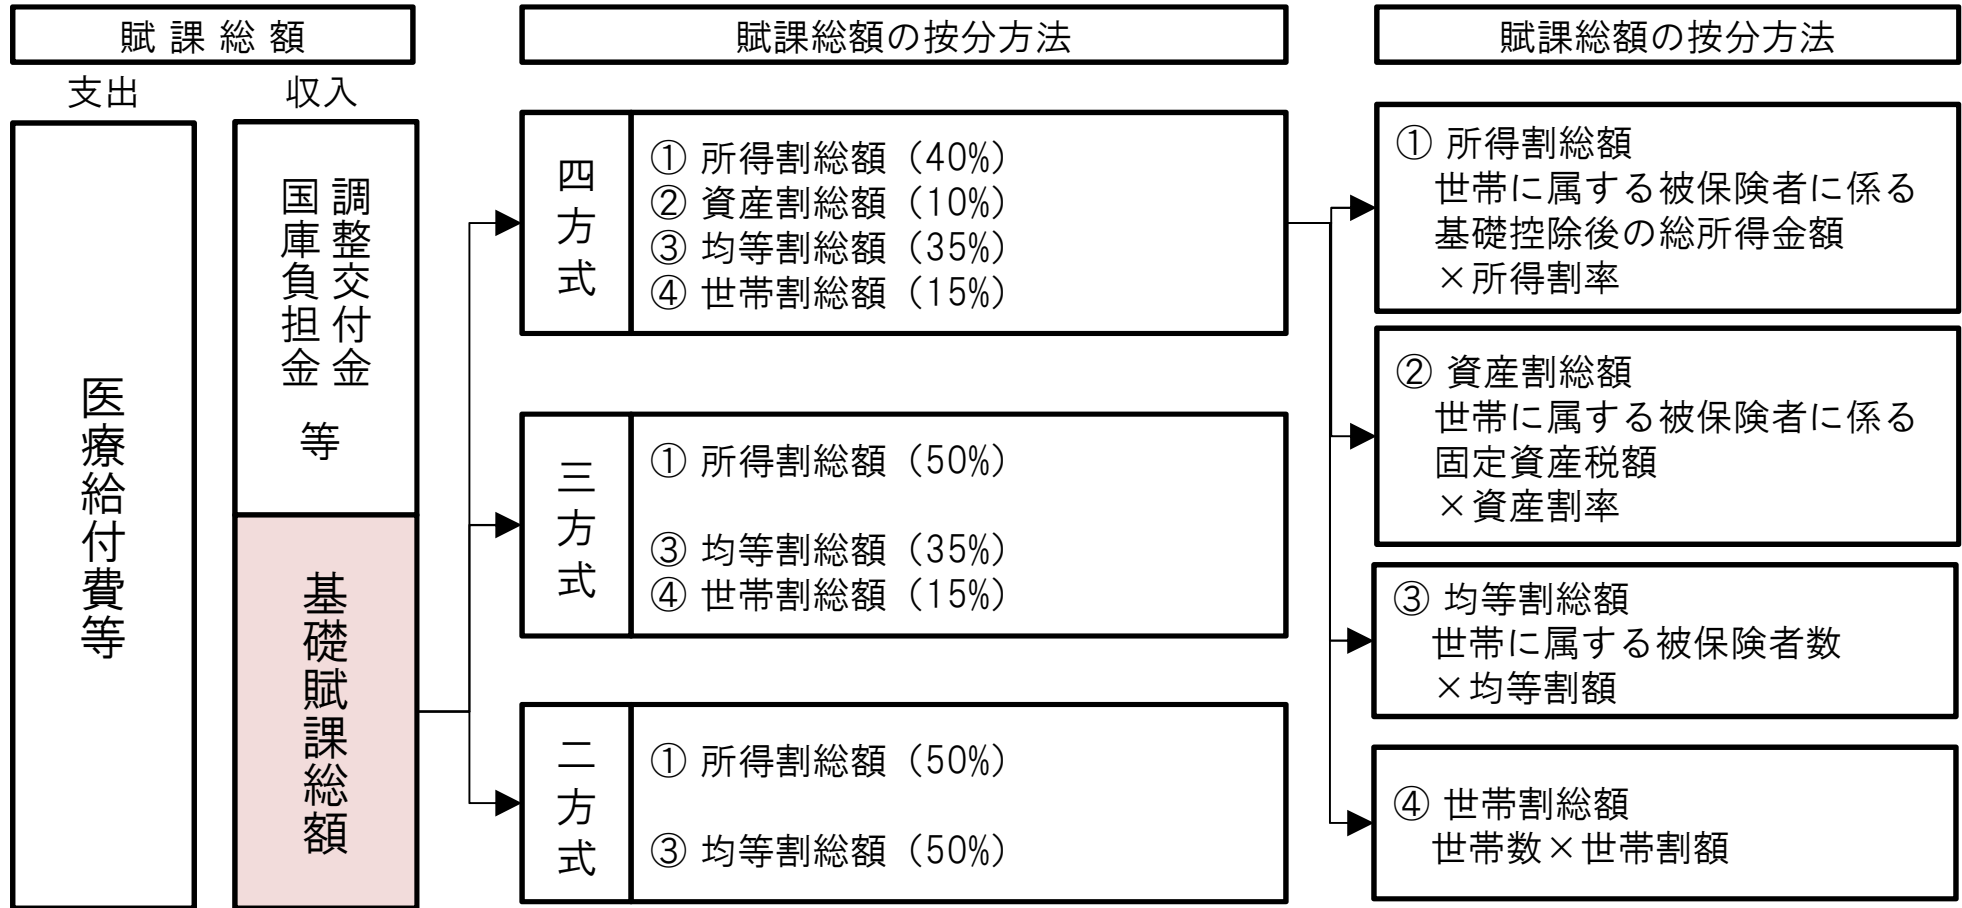 賦課総額
支出
収入
医療給付費等
調整交付金
国庫負担金
等
基礎賦課総額
賦課総額の按分方法
四方式
① 所得割総額（40%）
② 資産割総額（10%）
③ 均等割総額（35%）
④ 世帯割総額（15%）
三方式
① 所得割総額（50%）
③ 均等割総額（35%）
④ 世帯割総額（15%）
二方式
① 所得割総額（50%）
③ 均等割総額（50%）
賦課総額の按分方法
① 所得割総額
世帯に属する被保険者に係る
基礎控除後の総所得金額
×所得割率
② 資産割総額
世帯に属する被保険者に係る
固定資産税額
×資産割率
③ 均等割総額
世帯に属する被保険者数
×均等割額
④ 世帯割総額
世帯数×世帯割額